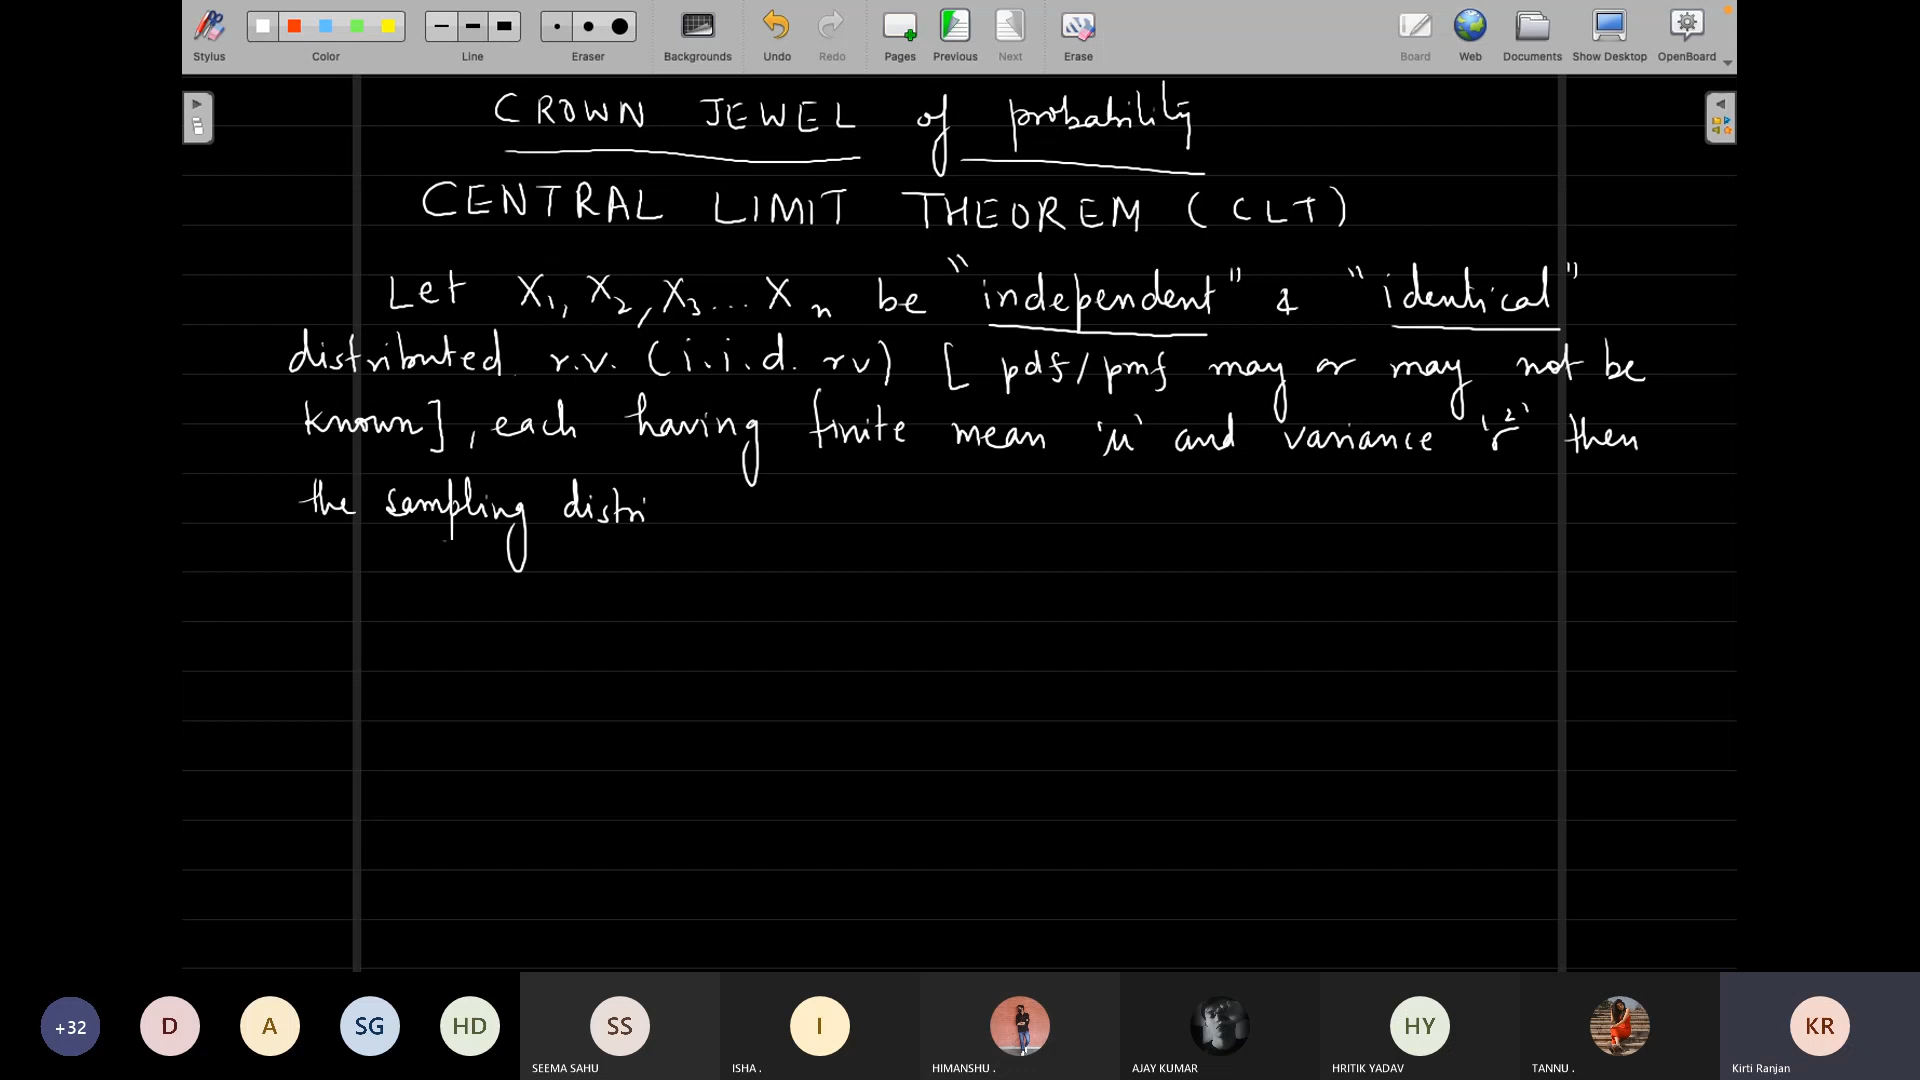 Stylus Color Line Eraser Backgrounds Undo Redo Pages Previous Next Erase Board Web Documents Show Desktop OpenBoard
CROWN JEWEL of probability
CENTRAL LIMIT THEOREM (CLT)
Let X₁, X₂, X₃... Xₙ be "independent" & "identical"
distributed r.v. (i.i.d. rv) [ pdf/pmf may or may not be
known], each having finite mean 'μ' and variance 'σ²' then
the sampling distri
+32 D A SG HD SS I HY KR
SEEMA SAHU ISHA . HIMANSHU . AJAY KUMAR HRITIK YADAV TANNU . Kirti Ranjan